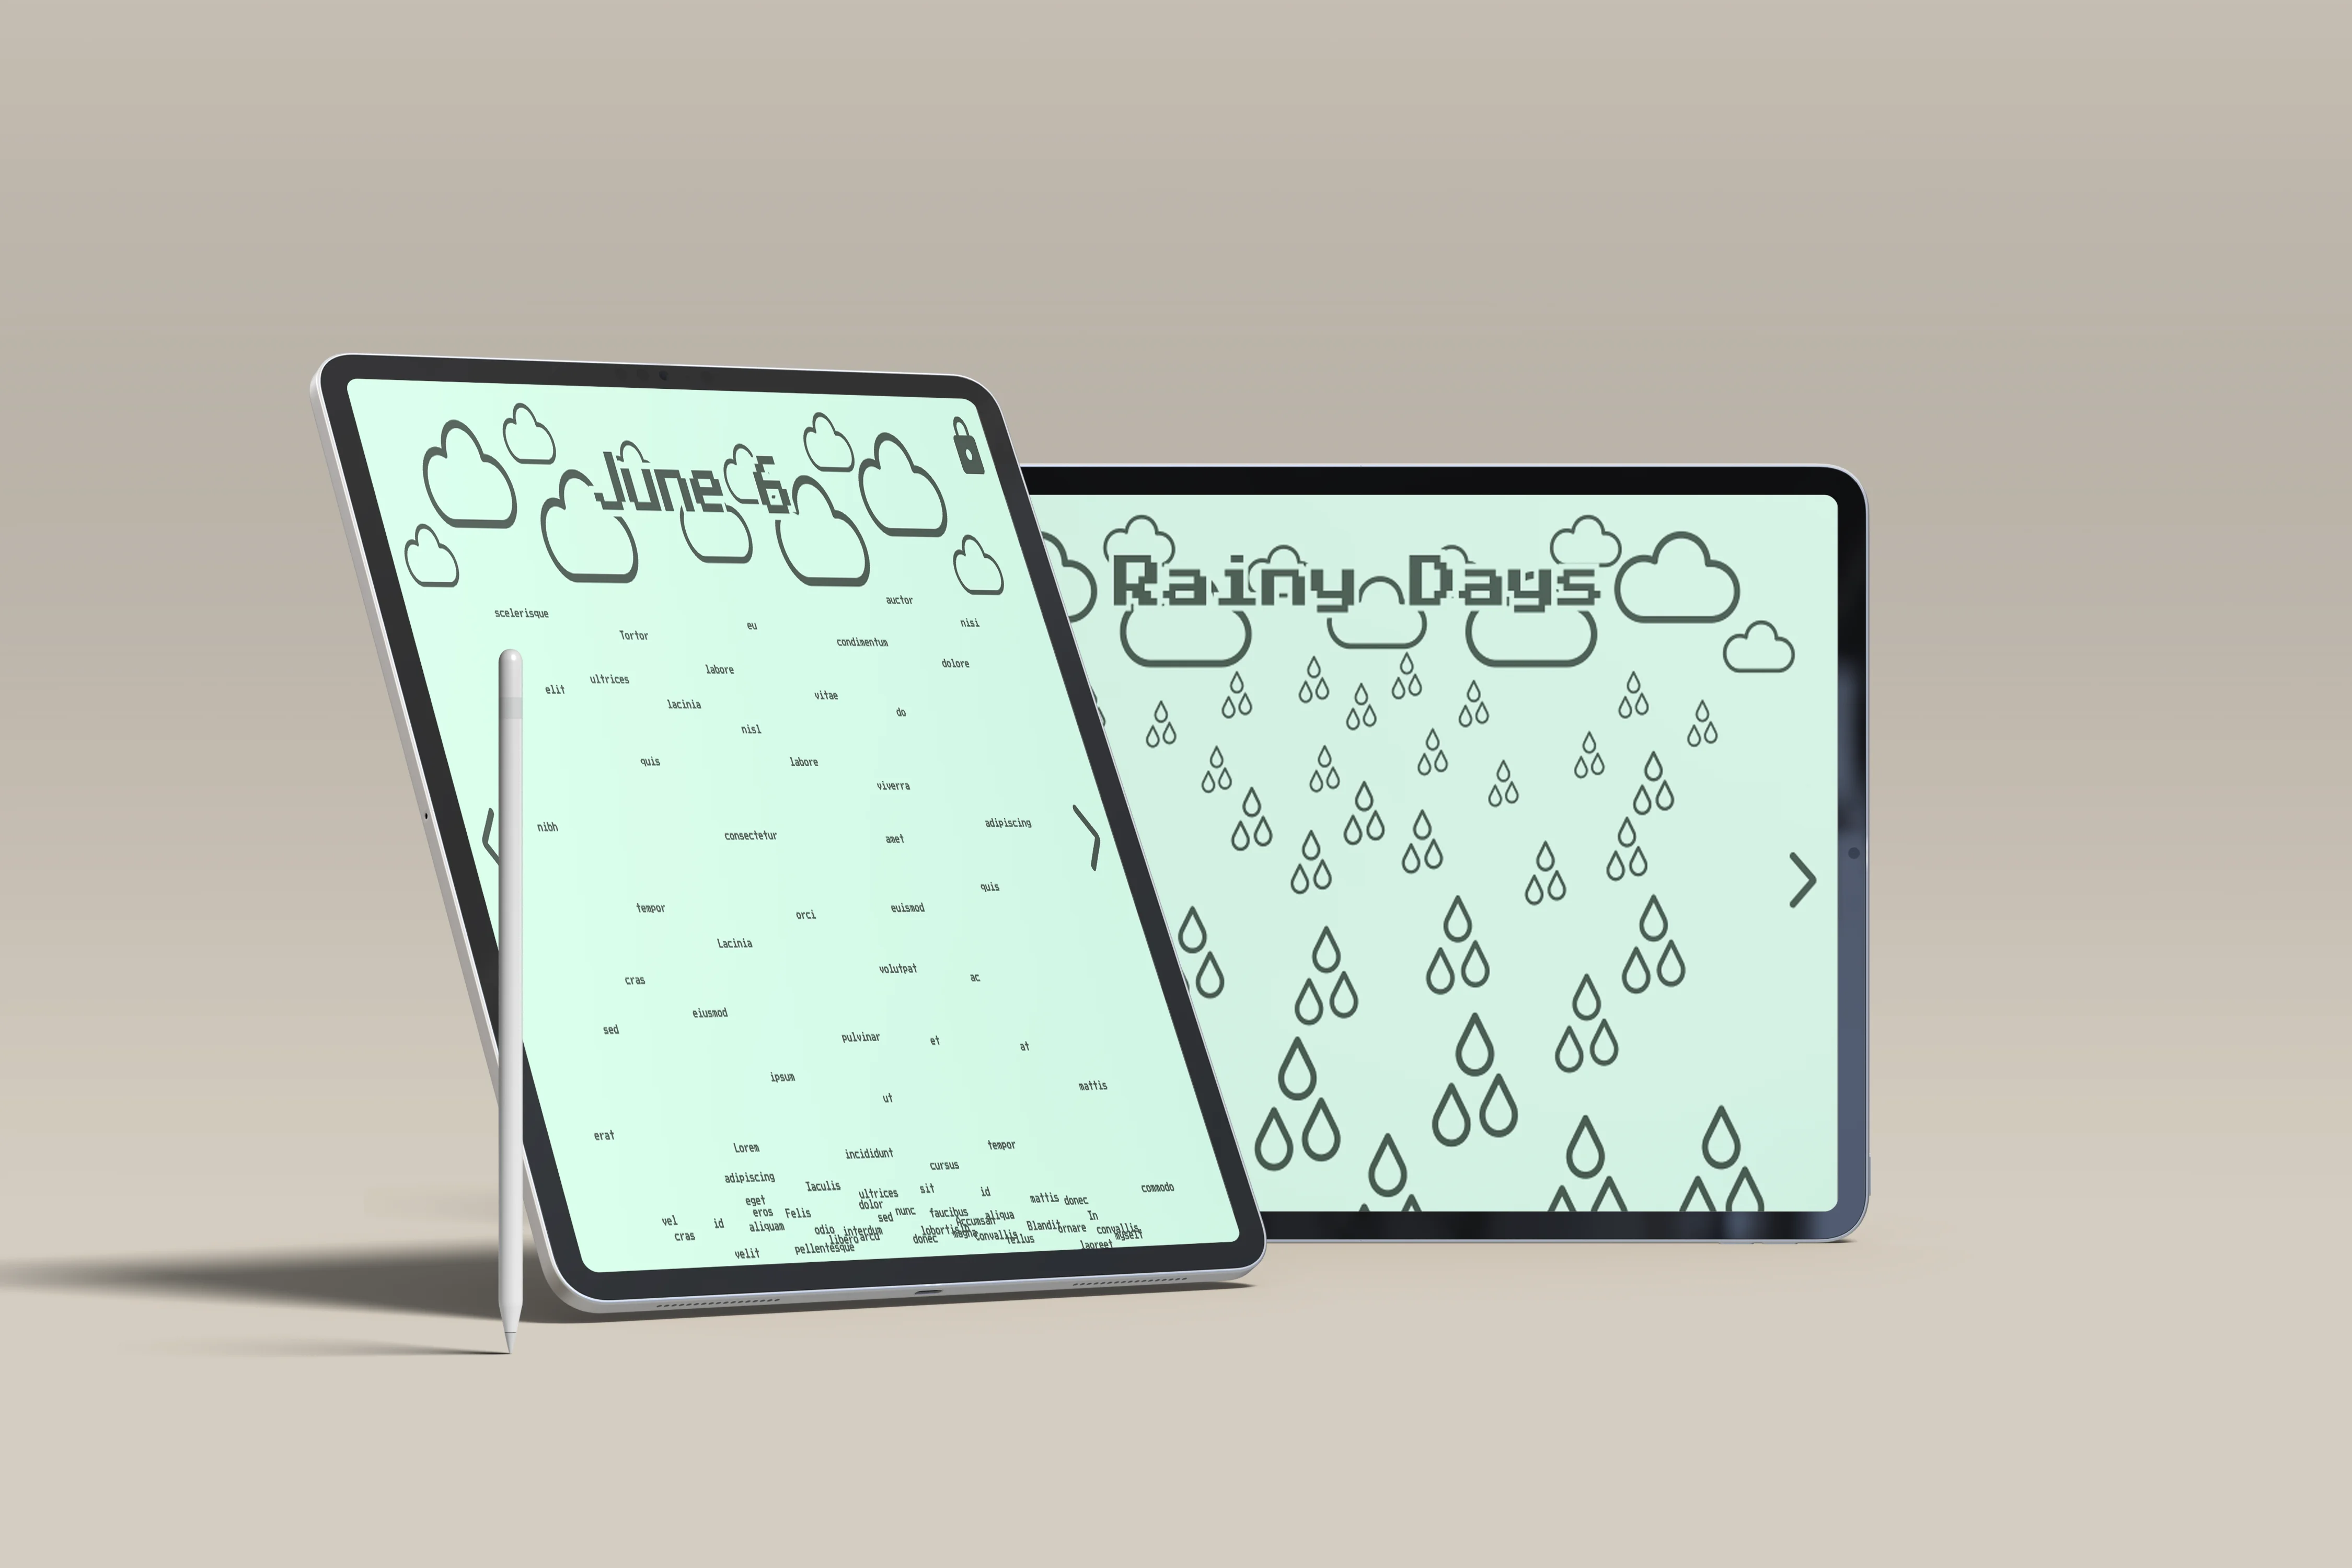 June 6
auctor
scelerisque
nisi
eu
Tortor
condimentum
dolore
labore
ultrices
elit
vitae
lacinia
do
nisl
quis
labore
viverra
adipiscing
nibh
consectetur
amet
quis
tempor
orci
euismod
Lacinia
volutpat
ac
cras
eiusmod
sed
pulvinar
et
at
ipsum
mattis
ut
erat
Lorem
incididunt
tempor
cursus
adipiscing
Iaculis
ultrices
sit
id
commodo
eget
dolor
mattis
donec
eros
Felis
sed
nunc
faucibus
aliqua
In
vel
id
aliquam
odio
interdum
lobortis
In
Accumsan
Blandit
ornare
convallis
cras
libero
arcu
donec
magna
convallis
Tellus
myself
velit
pellentesque
laoreet
Rainy Days